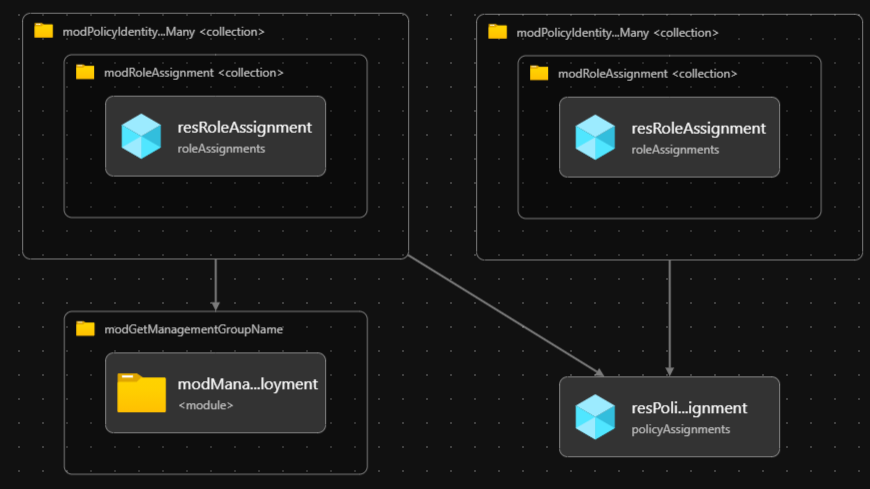 modPolicyIdentity...Many <collection>
modRoleAssignment <collection>
resRoleAssignment
roleAssignments
modPolicyIdentity...Many <collection>
modRoleAssignment <collection>
resRoleAssignment
roleAssignments
modGetManagementGroupName
modMana...loyment
<module>
resPoli...ignment
policyAssignments